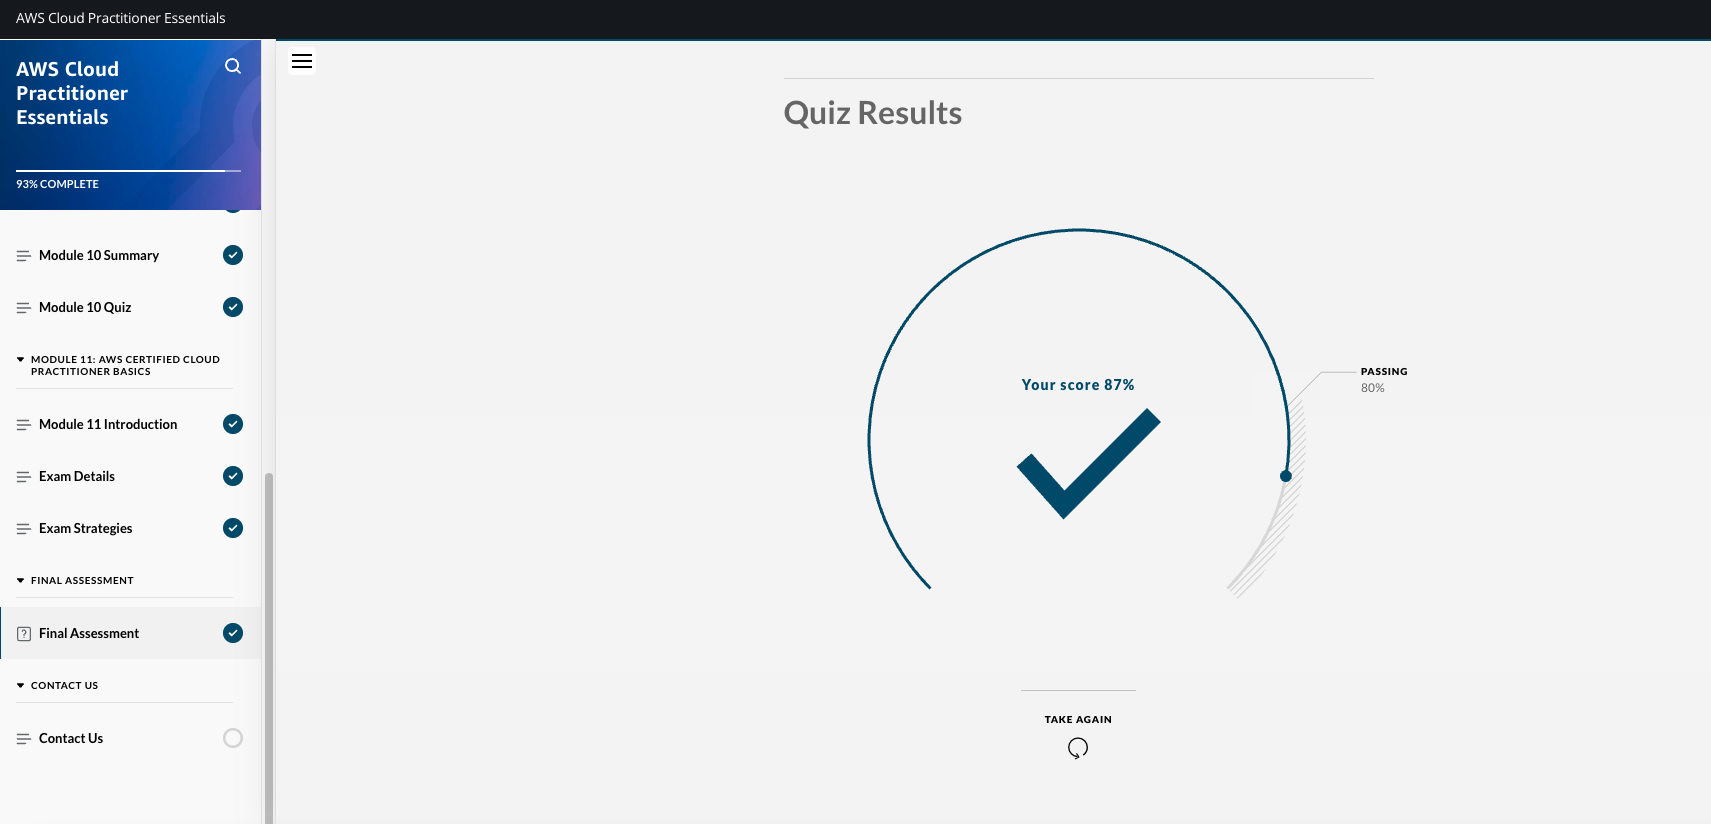 AWS Cloud Practitioner Essentials
AWS Cloud
Practitioner
Essentials
93% COMPLETE
Module 10 Summary
Module 10 Quiz
MODULE 11: AWS CERTIFIED CLOUD
PRACTITIONER BASICS
Module 11 Introduction
Exam Details
Exam Strategies
FINAL ASSESSMENT
Final Assessment
CONTACT US
Contact Us
Quiz Results
Your score 87%
PASSING
80%
TAKE AGAIN